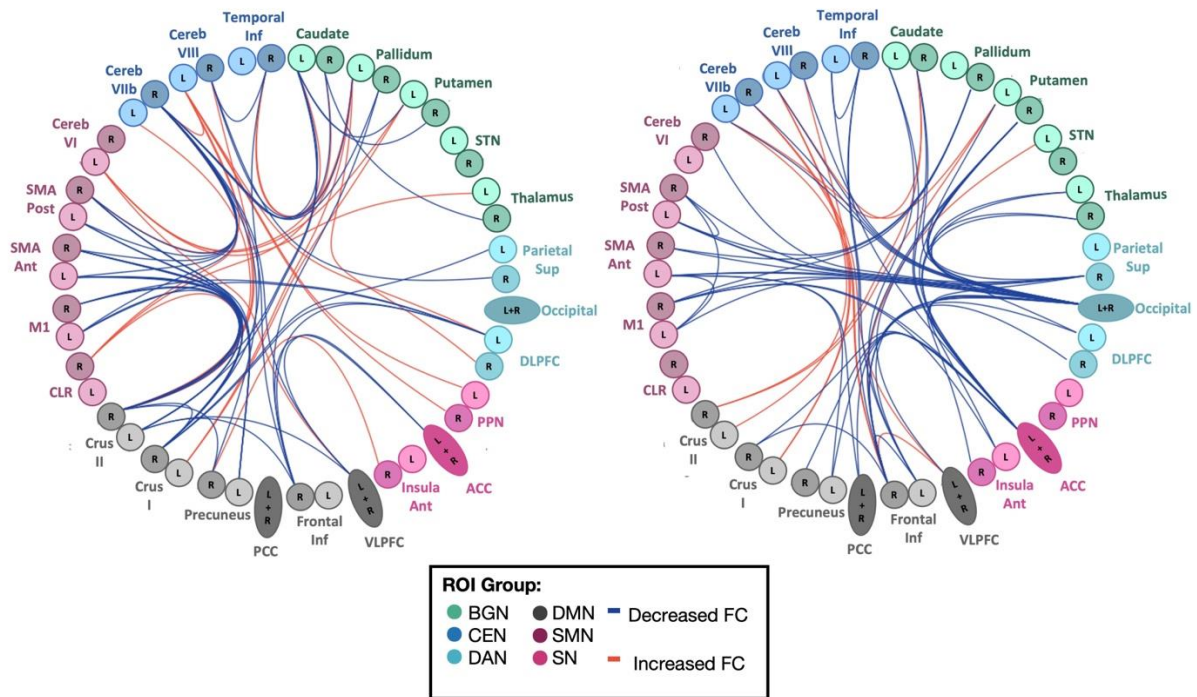 Temporal
Inf
Caudate
Pallidum
Putamen
STN
Thalamus
Parietal
Sup
Occipital
DLPFC
PPN
ACC
Insula
Ant
VLPFC
Frontal
Inf
PCC
Precuneus
Crus
I
Crus
II
CLR
M1
SMA
Ant
SMA
Post
Cereb
VI
Cereb
VIIb
Cereb
VIII
L R L R L R L R L R L R L R L+R L R L R L + R L R L + R L R L + R L R L R L R L R L R L R L R L R L R L R
Temporal
Inf
Caudate
Pallidum
Putamen
STN
Thalamus
Parietal
Sup
Occipital
DLPFC
PPN
ACC
Insula
Ant
VLPFC
Frontal
Inf
PCC
Precuneus
Crus
I
Crus
II
CLR
M1
SMA
Ant
SMA
Post
Cereb
VI
Cereb
VIIb
Cereb
VIII
L R L R L R L R L R L R L R L+R L R L R L + R L R L + R L R L + R L R L R L R L R L R L R L R L R L R L R
ROI Group:
BGN DMN Decreased FC
CEN SMN
DAN SN Increased FC